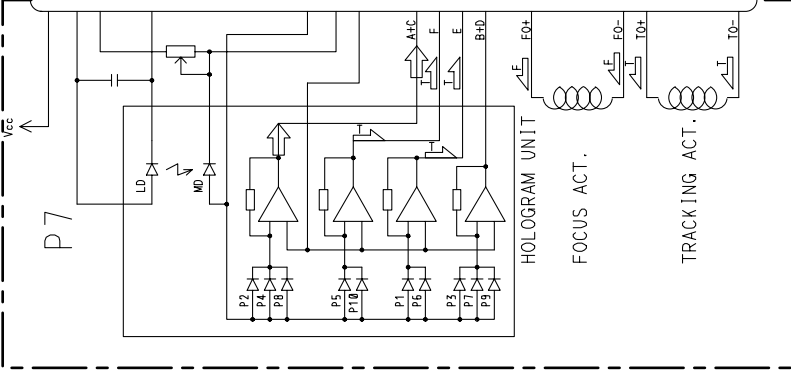 A+C
F
E
B+D
FO+
FO-
TO+
TO-
F
F
T
T
T
T
T
T
Vcc
LD
MD
P7
P2
P4
P8
P5
P10
P1
P6
P3
P7
P9
HOLOGRAM UNIT
FOCUS ACT.
TRACKING ACT.